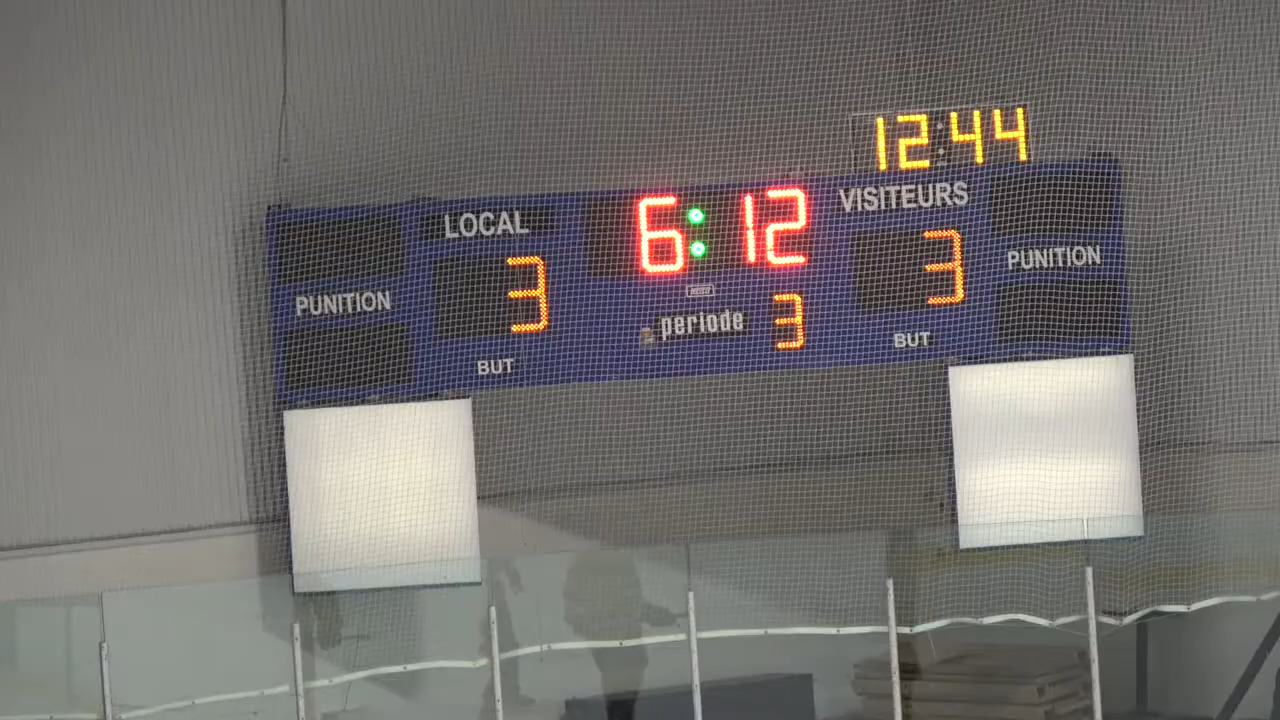 12:44
LOCAL 6:12 VISITEURS
PUNITION 3 3 PUNITION
periode 3
BUT BUT